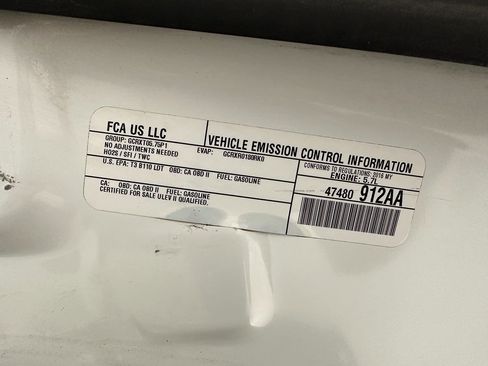 FCA US LLC
VEHICLE EMISSION CONTROL INFORMATION
GROUP: GCRXT05.75P1
EVAP: GCRXR0180RK0
NO ADJUSTMENTS NEEDED
HO2S / SFI / TWC
CONFORMS TO REGULATIONS: 2016 MY
U.S. EPA: T3 B110 LDT OBD: CA OBD II FUEL: GASOLINE
ENGINE: 5.7L
CA: OBD: CA OBD II FUEL: GASOLINE
CERTIFIED FOR SALE ULEV II QUALIFIED.
47480 912AA